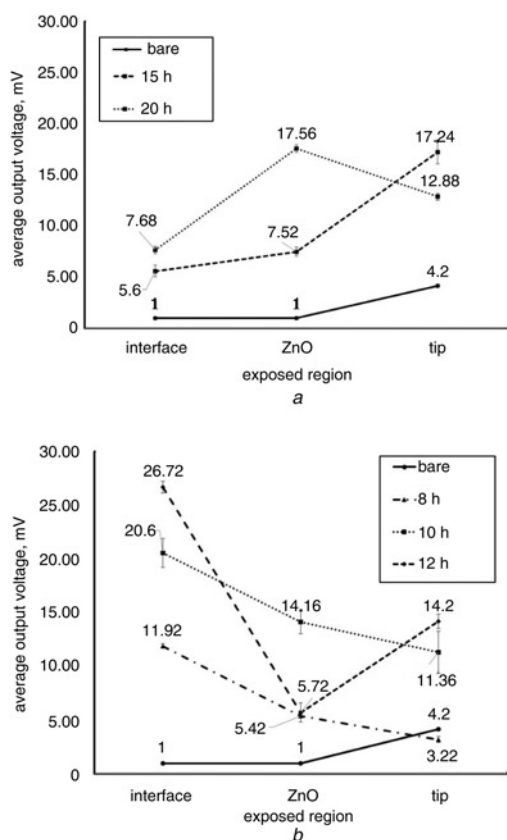 30.00
25.00
20.00
15.00
10.00
5.00
0
average output voltage, mV
bare
15 h
20 h
17.56
17.24
12.88
7.68
7.52
5.6
4.2
1
1
interface ZnO tip
exposed region
a
30.00
25.00
20.00
15.00
10.00
5.00
0
average output voltage, mV
bare
8 h
10 h
12 h
26.72
20.6
14.16
14.2
11.92
11.36
5.72
5.42
4.2
3.22
1
1
interface ZnO tip
exposed region
b